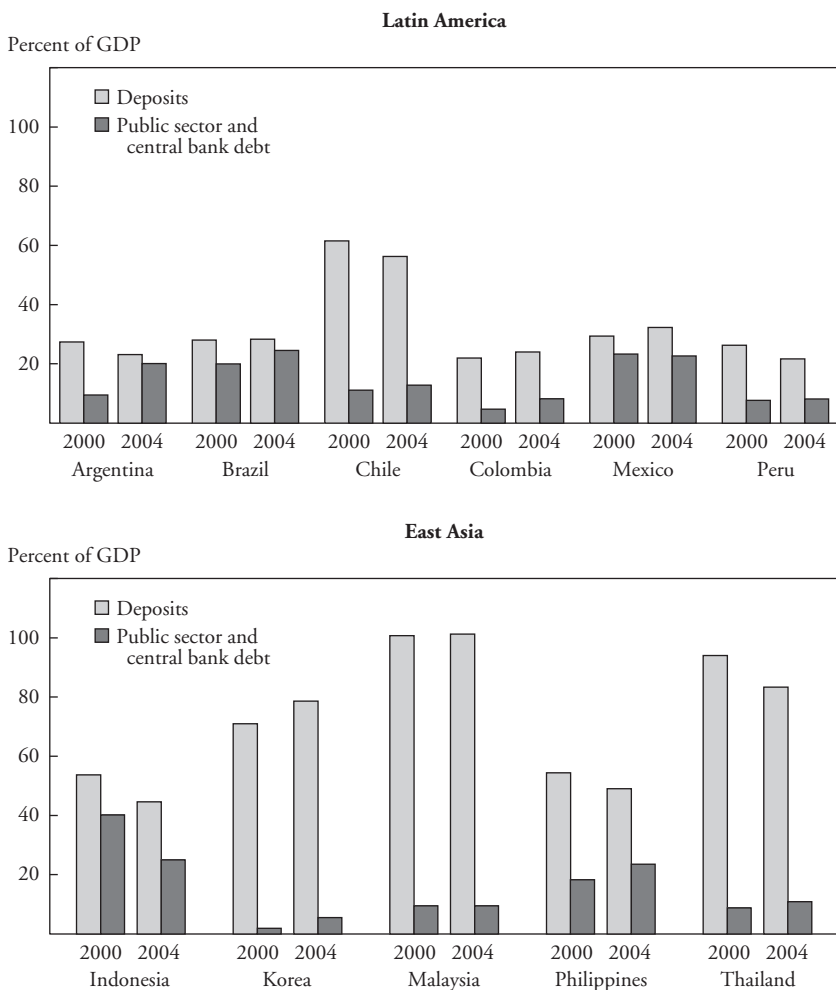 Latin America
Percent of GDP
Deposits
Public sector and
central bank debt
100
80
60
40
20
2000 2004 2000 2004 2000 2004 2000 2004 2000 2004 2000 2004
Argentina Brazil Chile Colombia Mexico Peru
East Asia
Percent of GDP
Deposits
Public sector and
central bank debt
100
80
60
40
20
2000 2004 2000 2004 2000 2004 2000 2004 2000 2004
Indonesia Korea Malaysia Philippines Thailand